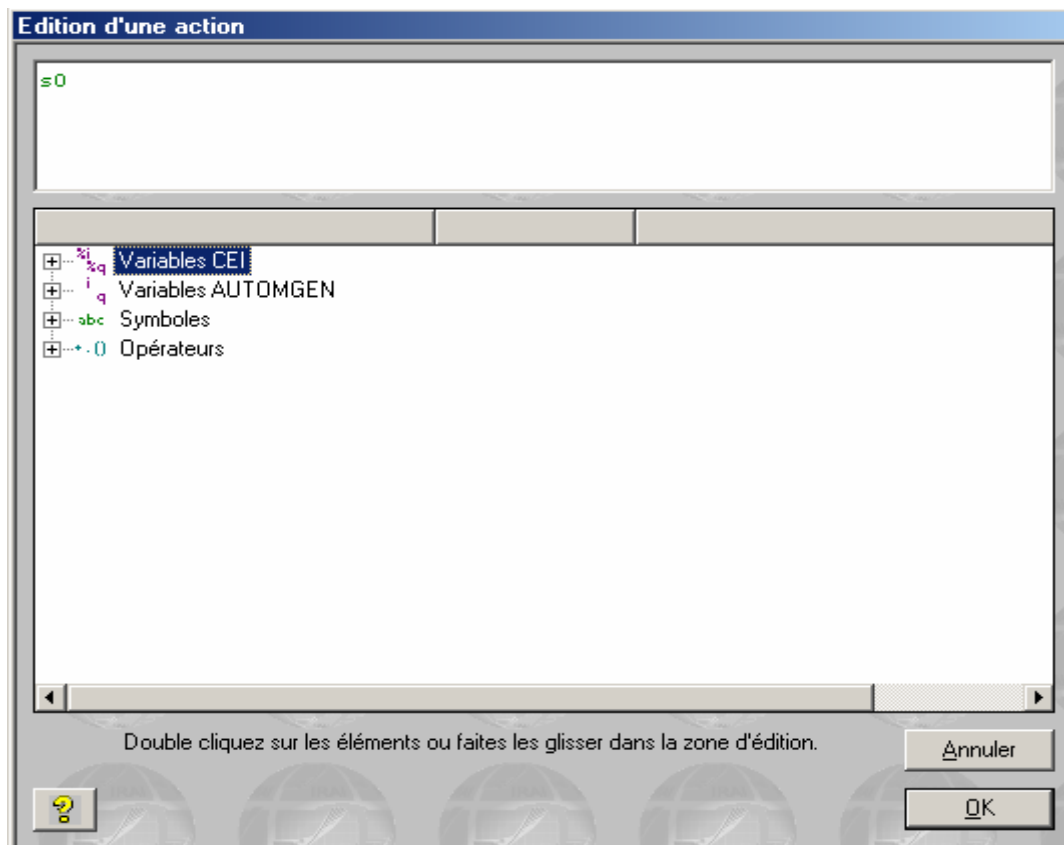 Edition d'une action
s0
%i %q Variables CEI
i q Variables AUTOMGEN
abc Symboles
+ . () Opérateurs
Double cliquez sur les éléments ou faites les glisser dans la zone d'édition.
Annuler
?
OK